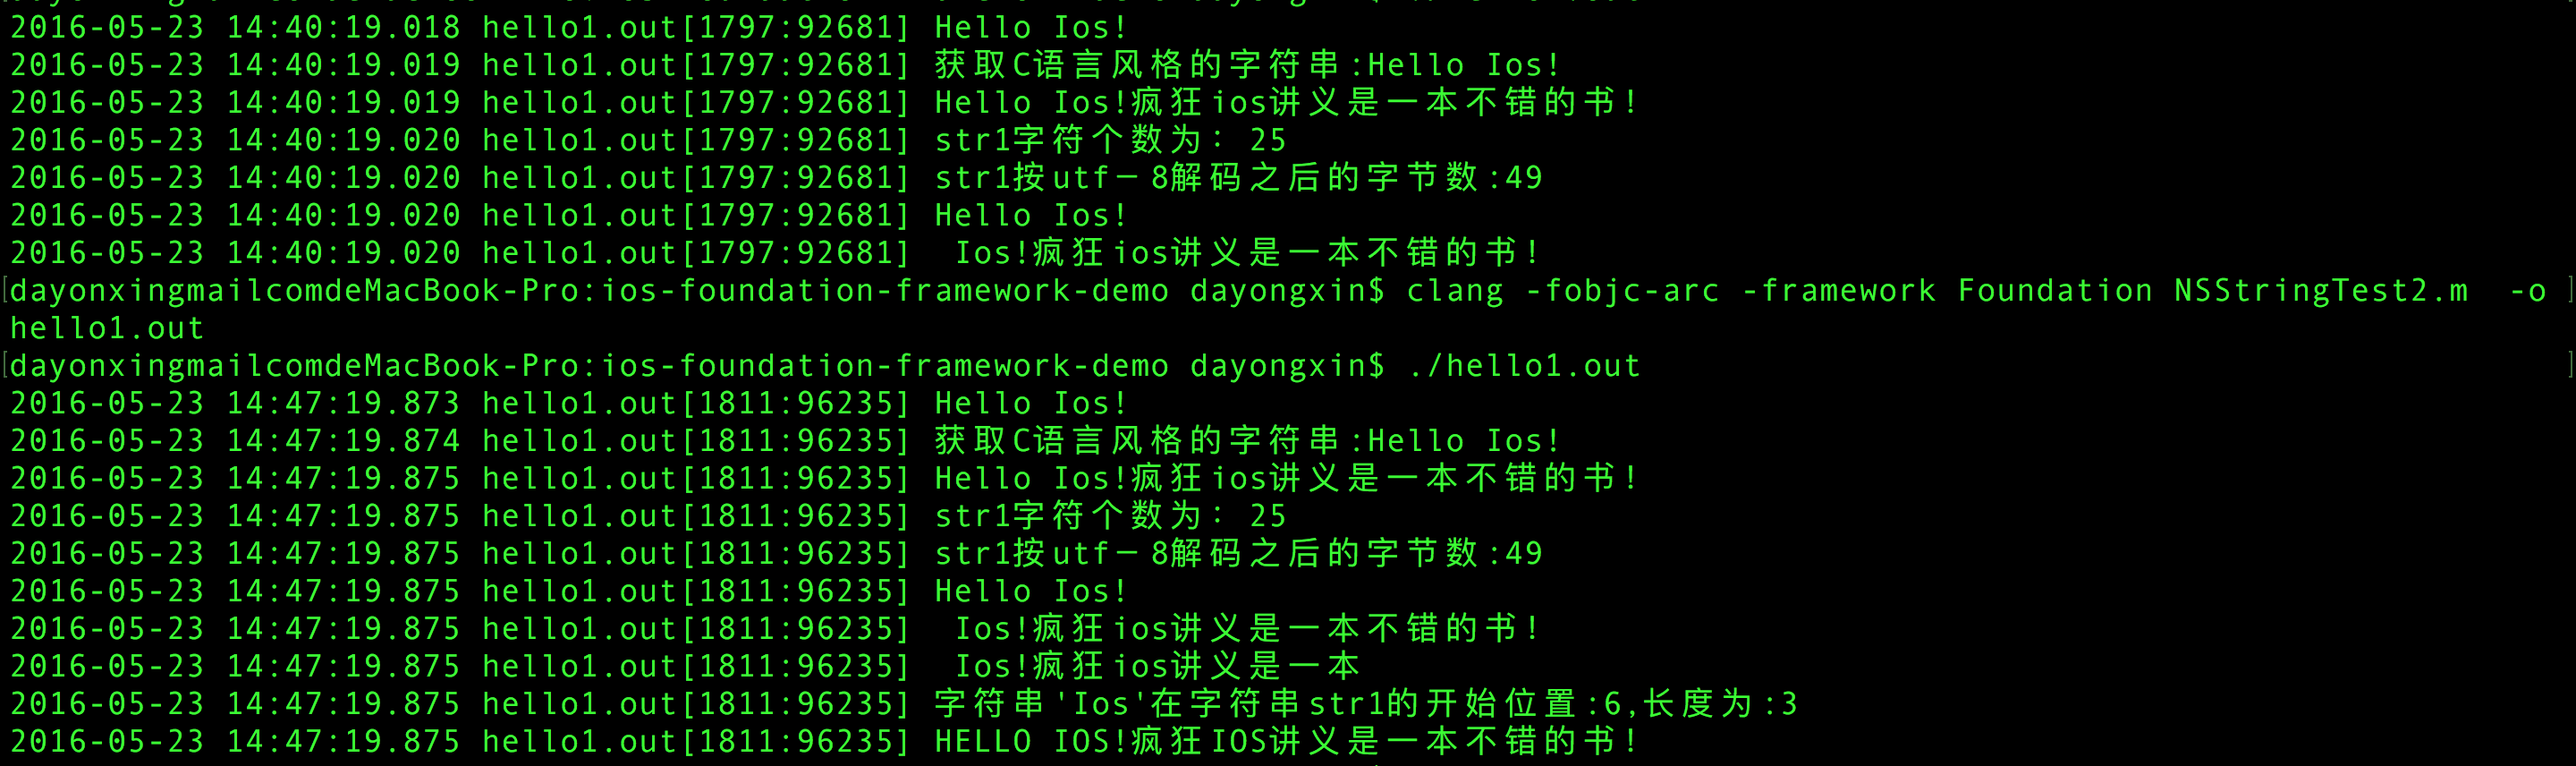 2016-05-23 14:40:19.018 hello1.out[1797:92681] Hello Ios!
2016-05-23 14:40:19.019 hello1.out[1797:92681] 获取C语言风格的字符串:Hello Ios!
2016-05-23 14:40:19.019 hello1.out[1797:92681] Hello Ios!疯狂ios讲义是一本不错的书!
2016-05-23 14:40:19.020 hello1.out[1797:92681] str1字符个数为: 25
2016-05-23 14:40:19.020 hello1.out[1797:92681] str1按utf－8解码之后的字节数:49
2016-05-23 14:40:19.020 hello1.out[1797:92681] Hello Ios!
2016-05-23 14:40:19.020 hello1.out[1797:92681]  Ios!疯狂ios讲义是一本不错的书!
[dayonxingmailcomdeMacBook-Pro:ios-foundation-framework-demo dayongxin$ clang -fobjc-arc -framework Foundation NSStringTest2.m  -o ]
hello1.out
[dayonxingmailcomdeMacBook-Pro:ios-foundation-framework-demo dayongxin$ ./hello1.out ]
2016-05-23 14:47:19.873 hello1.out[1811:96235] Hello Ios!
2016-05-23 14:47:19.874 hello1.out[1811:96235] 获取C语言风格的字符串:Hello Ios!
2016-05-23 14:47:19.875 hello1.out[1811:96235] Hello Ios!疯狂ios讲义是一本不错的书!
2016-05-23 14:47:19.875 hello1.out[1811:96235] str1字符个数为: 25
2016-05-23 14:47:19.875 hello1.out[1811:96235] str1按utf－8解码之后的字节数:49
2016-05-23 14:47:19.875 hello1.out[1811:96235] Hello Ios!
2016-05-23 14:47:19.875 hello1.out[1811:96235]  Ios!疯狂ios讲义是一本不错的书!
2016-05-23 14:47:19.875 hello1.out[1811:96235]  Ios!疯狂ios讲义是一本
2016-05-23 14:47:19.875 hello1.out[1811:96235] 字符串'Ios'在字符串str1的开始位置:6,长度为:3
2016-05-23 14:47:19.875 hello1.out[1811:96235] HELLO IOS!疯狂IOS讲义是一本不错的书!